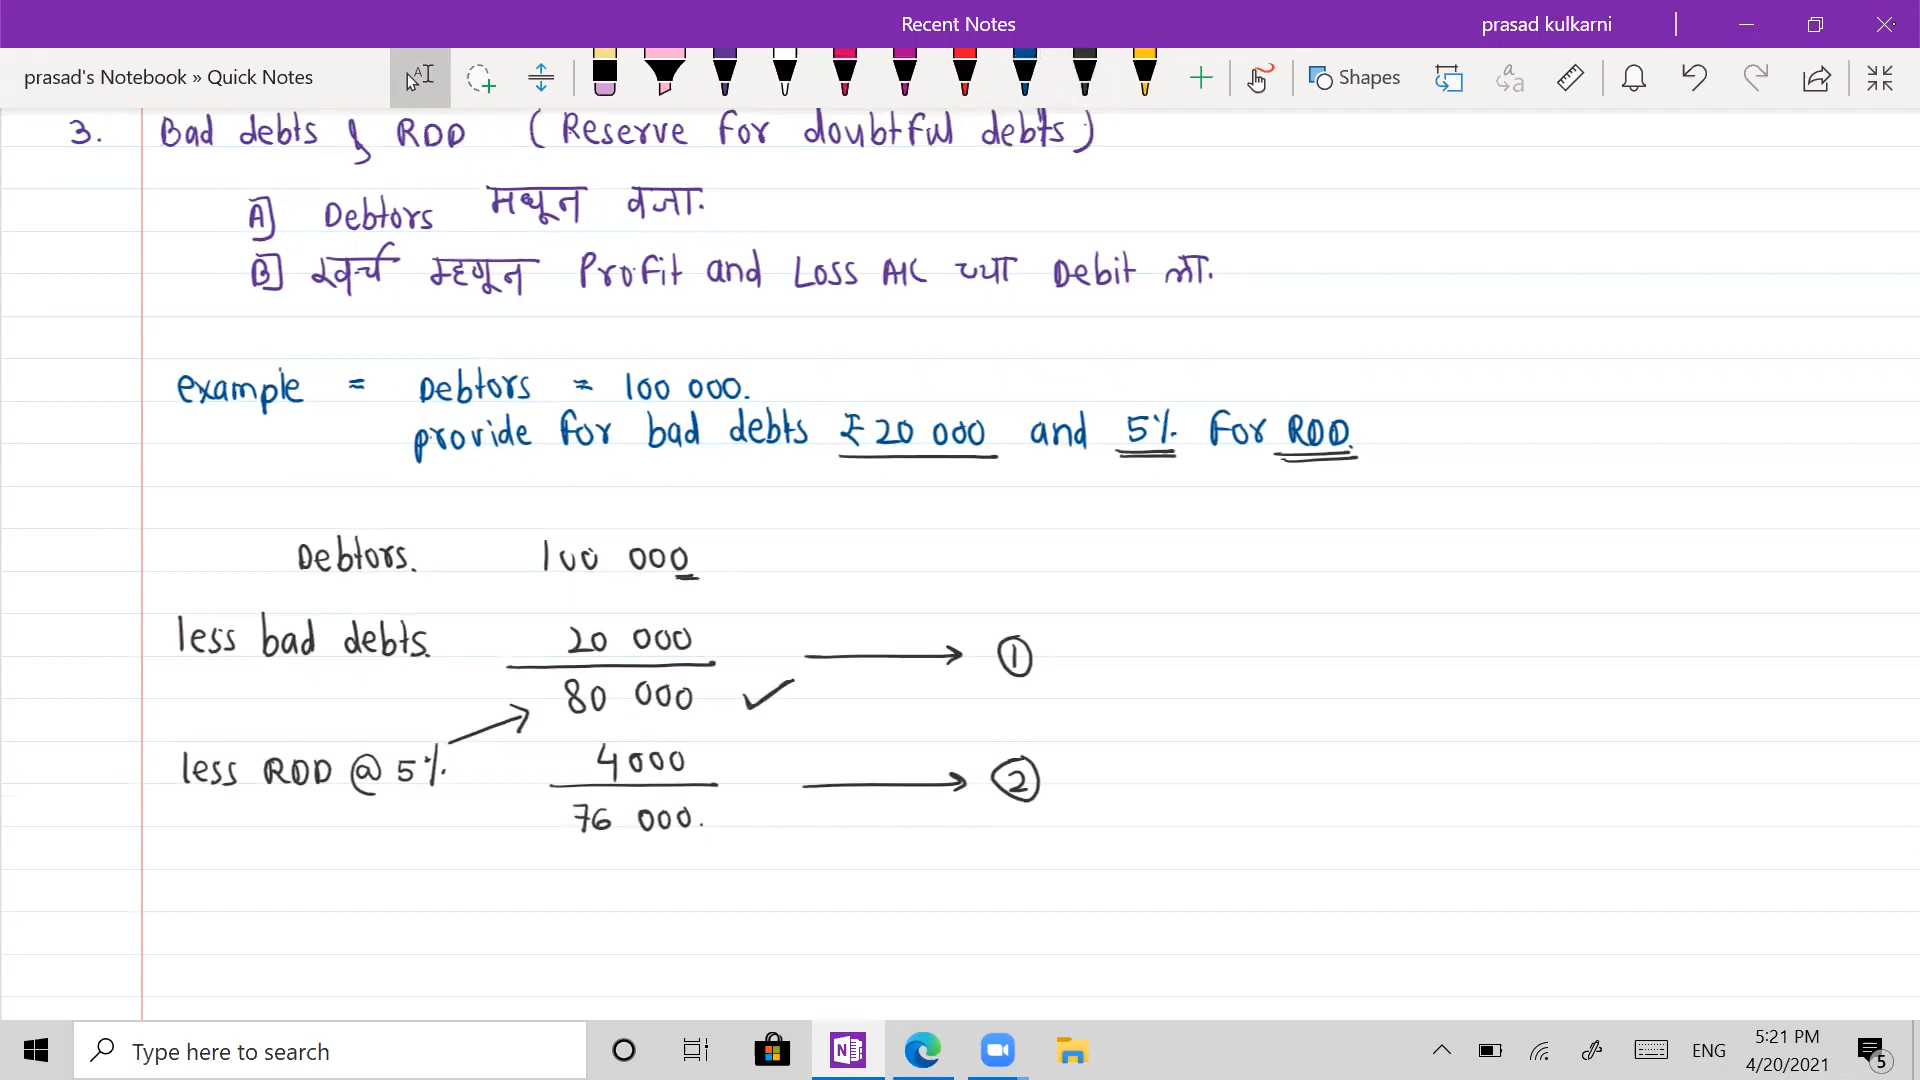 Recent Notes
prasad kulkarni
prasad's Notebook » Quick Notes
Shapes
3. Bad debts & RDD (Reserve for doubtful debts)
A] Debtors मधून वजा.
B] खर्च म्हणून Profit and Loss A/C च्या Debit ला.
example = Debtors = 100 000.
provide for bad debts ₹ 20 000 and 5% for RDD.
Debtors. 100 000
less bad debts. 20 000 → ①
80 000 ✓
less RDD @ 5% 4000 → ②
76 000.
Type here to search
ENG
5:21 PM
4/20/2021
5